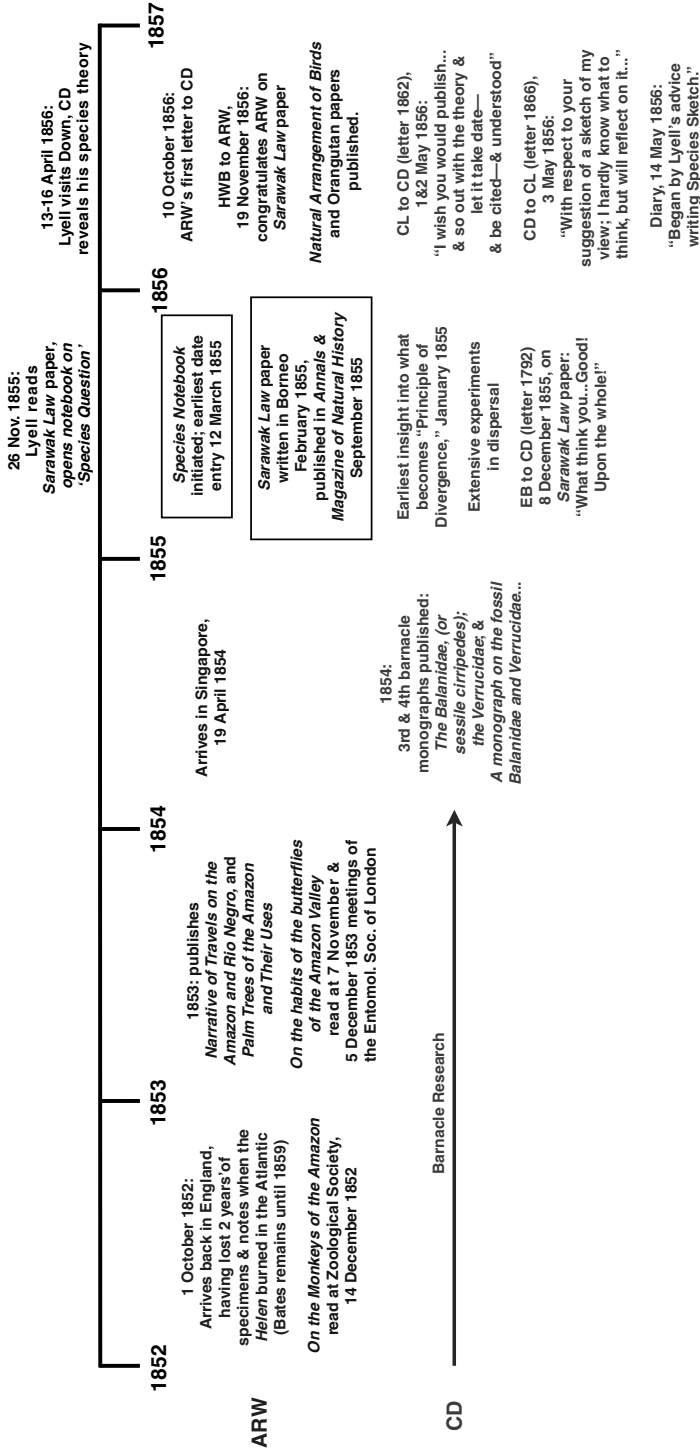 26 Nov. 1855:
Lyell reads
Sarawak Law paper,
opens notebook on
‘Species Question’
13-16 April 1856:
Lyell visits Down, CD
reveals his species theory
1852
1853
1854
1855
1856
1857
ARW
1 October 1852:
Arrives back in England,
having lost 2 years’of
specimens & notes when the
Helen burned in the Atlantic
(Bates remains until 1859)
On the Monkeys of the Amazon
read at Zoological Society,
14 December 1852
1853: publishes
Narrative of Travels on the
Amazon and Rio Negro, and
Palm Trees of the Amazon
and Their Uses
On the habits of the butterflies
of the Amazon Valley
read at 7 November &
5 December 1853 meetings of
the Entomol. Soc. of London
Arrives in Singapore,
19 April 1854
Species Notebook
initiated; earliest date
entry 12 March 1855
Sarawak Law paper
written in Borneo
February 1855,
published in Annals &
Magazine of Natural History
September 1855
10 October 1856:
ARW’s first letter to CD
HWB to ARW,
19 November 1856:
congratulates ARW on
Sarawak Law paper
Natural Arrangement of Birds
and Orangutan papers
published.
CD
Barnacle Research
1854:
3rd & 4th barnacle
monographs published:
The Balanidae, (or
sessile cirripedes);
the Verrucidae; &
A monograph on the fossil
Balanidae and Verrucidae...
Earliest insight into what
becomes “Principle of
Divergence,” January 1855
Extensive experiments
in dispersal
EB to CD (letter 1792)
8 December 1855, on
Sarawak Law paper:
“What think you...Good!
Upon the whole!”
CL to CD (letter 1862),
1&2 May 1856:
“I wish you would publish...
& so out with the theory &
let it take date—
& be cited—& understood”
CD to CL (letter 1866),
3 May 1856:
“With respect to your
suggestion of a sketch of my
view; I hardly know what to
think, but will reflect on it...”
Diary, 14 May 1856:
“Began by Lyell’s advice
writing Species Sketch.”